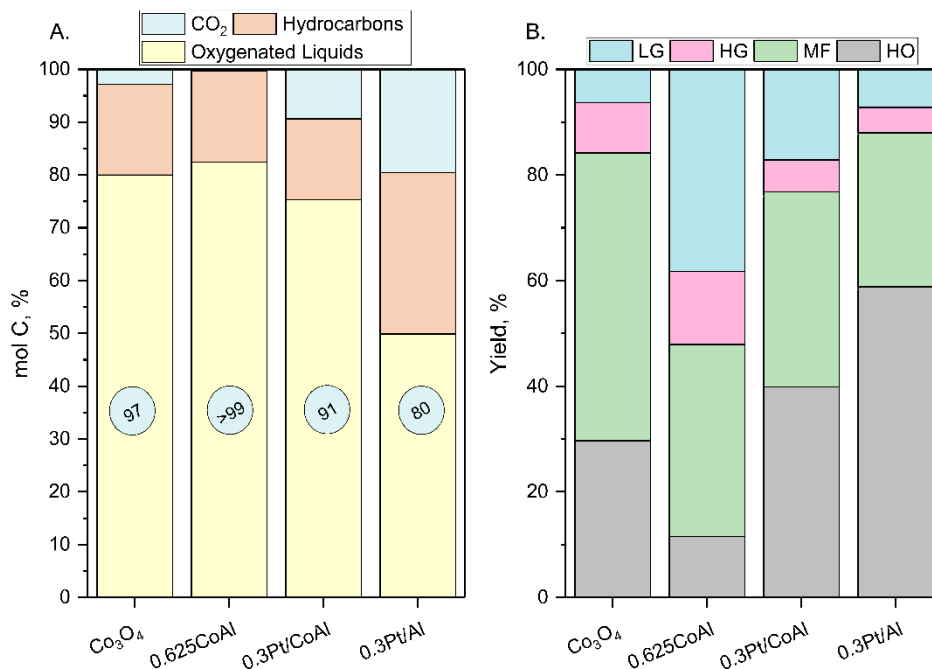 A.
CO₂ Hydrocarbons
Oxygenated Liquids
mol C, %
100
90
80
70
60
50
40
30
20
10
0
97
>99
91
80
Co₃O₄
0.625CoAl
0.3Pt/CoAl
0.3Pt/Al
B.
LG HG MF HO
Yield, %
100
80
60
40
20
0
Co₃O₄
0.625CoAl
0.3Pt/CoAl
0.3Pt/Al